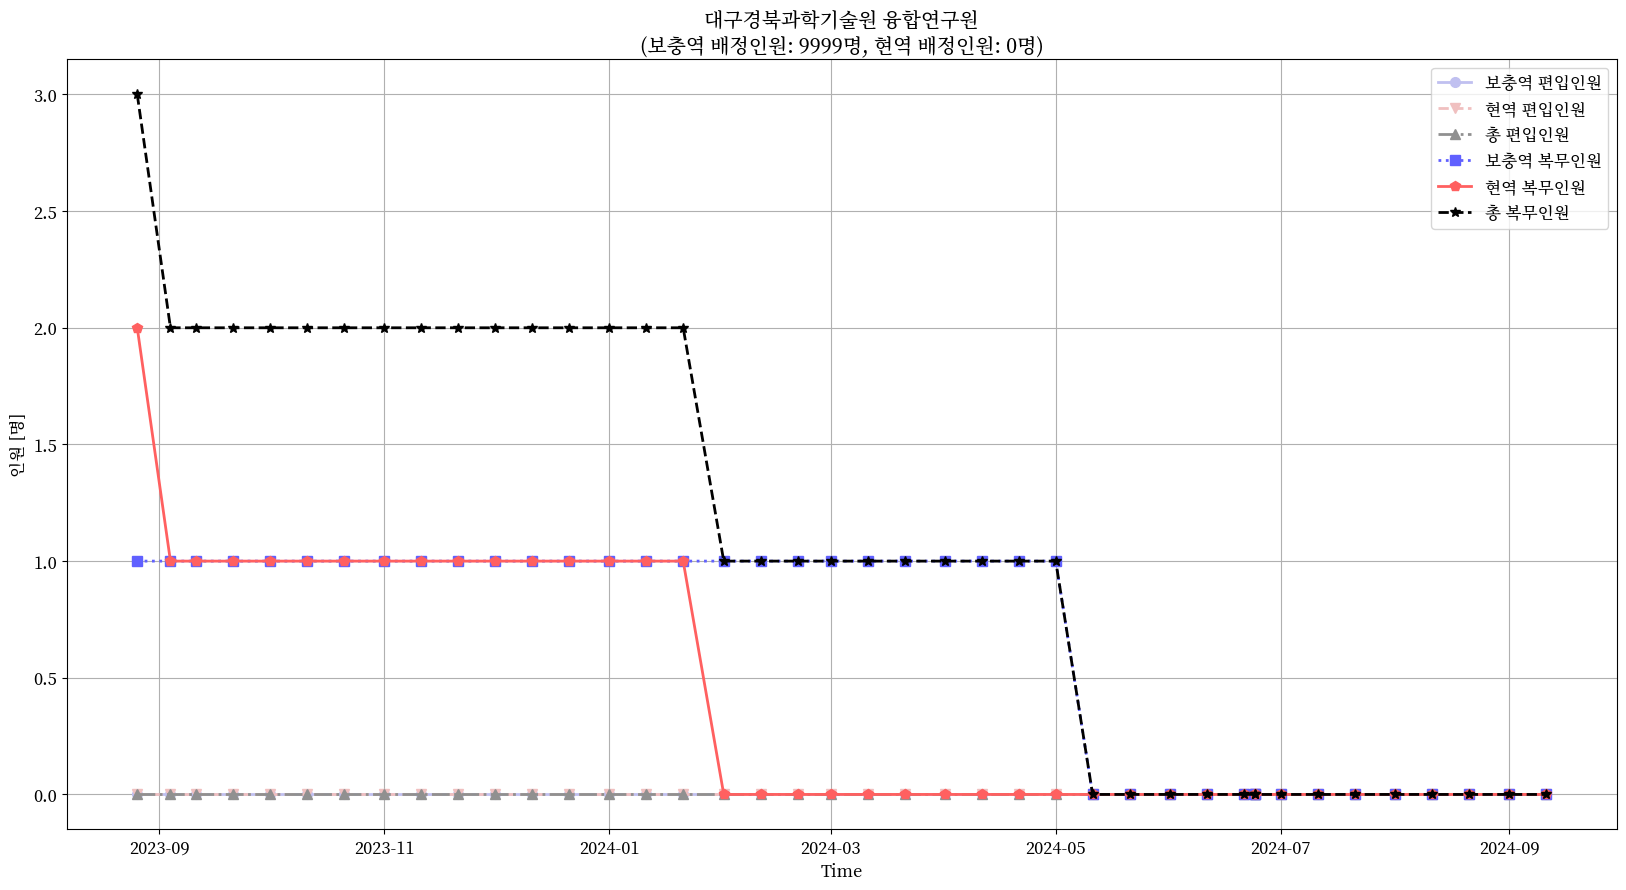 대구경북과학기술원 융합연구원
(보충역 배정인원: 9999명, 현역 배정인원: 0명)
보충역 편입인원
현역 편입인원
총 편입인원
보충역 복무인원
현역 복무인원
총 복무인원
인원 [명]
3.0
2.5
2.0
1.5
1.0
0.5
0.0
2023-09 2023-11 2024-01 2024-03 2024-05 2024-07 2024-09
Time